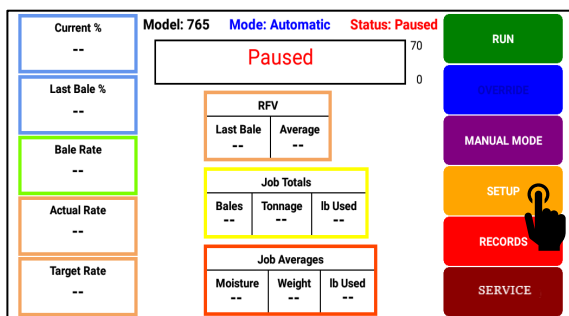 Current %
--
Last Bale %
--
Bale Rate
--
Actual Rate
--
Target Rate
--
Model: 765 Mode: Automatic Status: Paused
Paused
70
0
RFV
Last Bale Average
-- --
Job Totals
Bales Tonnage lb Used
-- -- --
Job Averages
Moisture Weight lb Used
-- -- --
RUN
OVERRIDE
MANUAL MODE
SETUP
RECORDS
SERVICE